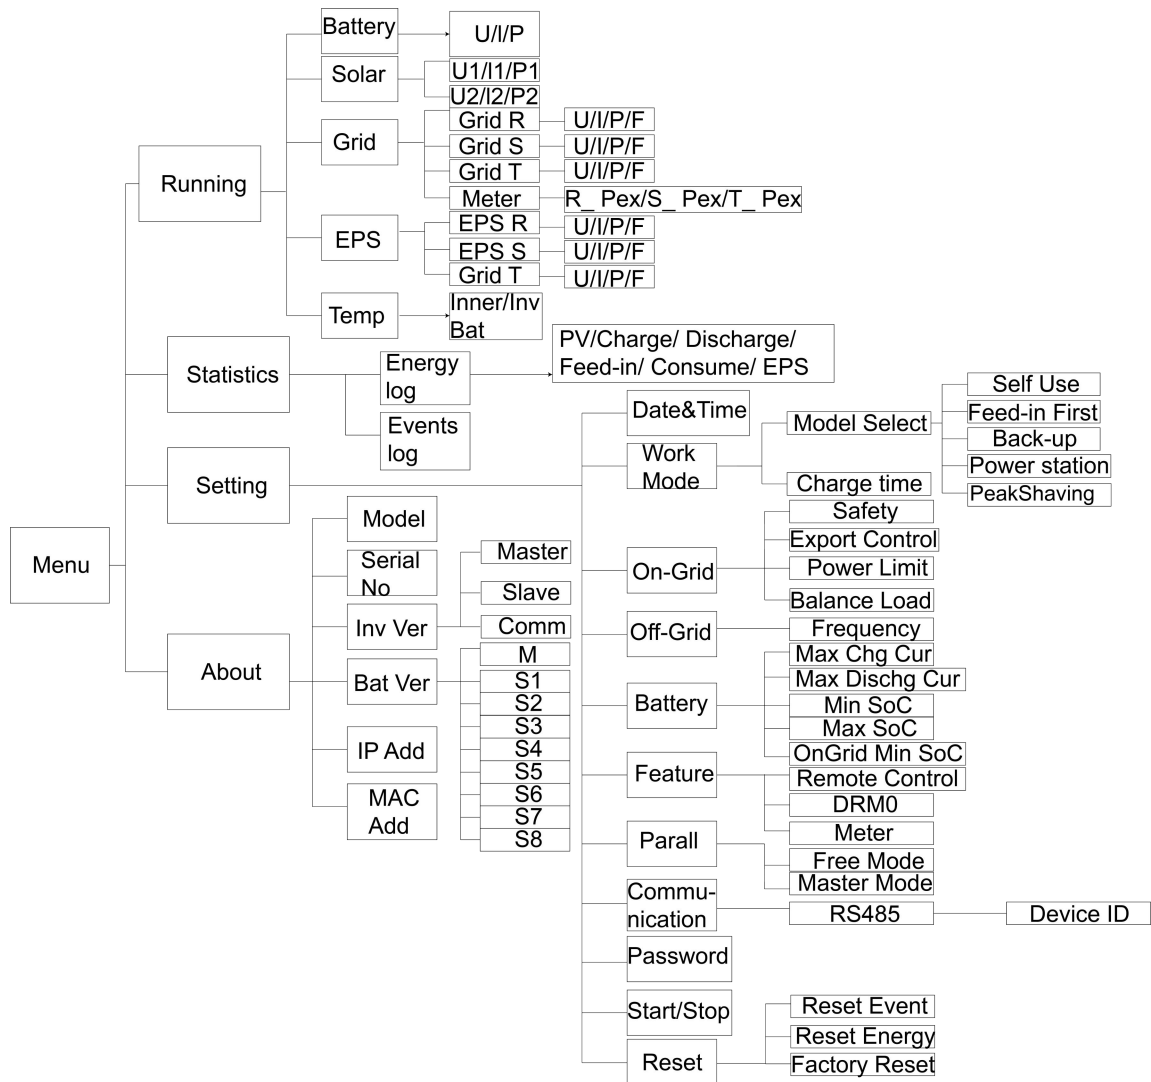 Menu
Running
Battery
U/I/P
Solar
U1/I1/P1
U2/I2/P2
Grid
Grid R
U/I/P/F
Grid S
U/I/P/F
Grid T
U/I/P/F
Meter
R_ Pex/S_ Pex/T_ Pex
EPS
EPS R
U/I/P/F
EPS S
U/I/P/F
Grid T
U/I/P/F
Temp
Inner/Inv
Bat
Statistics
Energy
log
PV/Charge/ Discharge/
Feed-in/ Consume/ EPS
Events
log
Setting
Date&Time
Work
Mode
Model Select
Self Use
Feed-in First
Back-up
Power station
PeakShaving
Charge time
On-Grid
Safety
Export Control
Power Limit
Balance Load
Off-Grid
Frequency
Battery
Max Chg Cur
Max Dischg Cur
Min SoC
Max SoC
OnGrid Min SoC
Feature
Remote Control
DRM0
Meter
Parall
Free Mode
Master Mode
Commu-
nication
RS485
Device ID
Password
Start/Stop
Reset
Reset Event
Reset Energy
Factory Reset
About
Model
Serial
No
Inv Ver
Master
Slave
Comm
Bat Ver
M
S1
S2
S3
S4
S5
S6
S7
S8
IP Add
MAC
Add